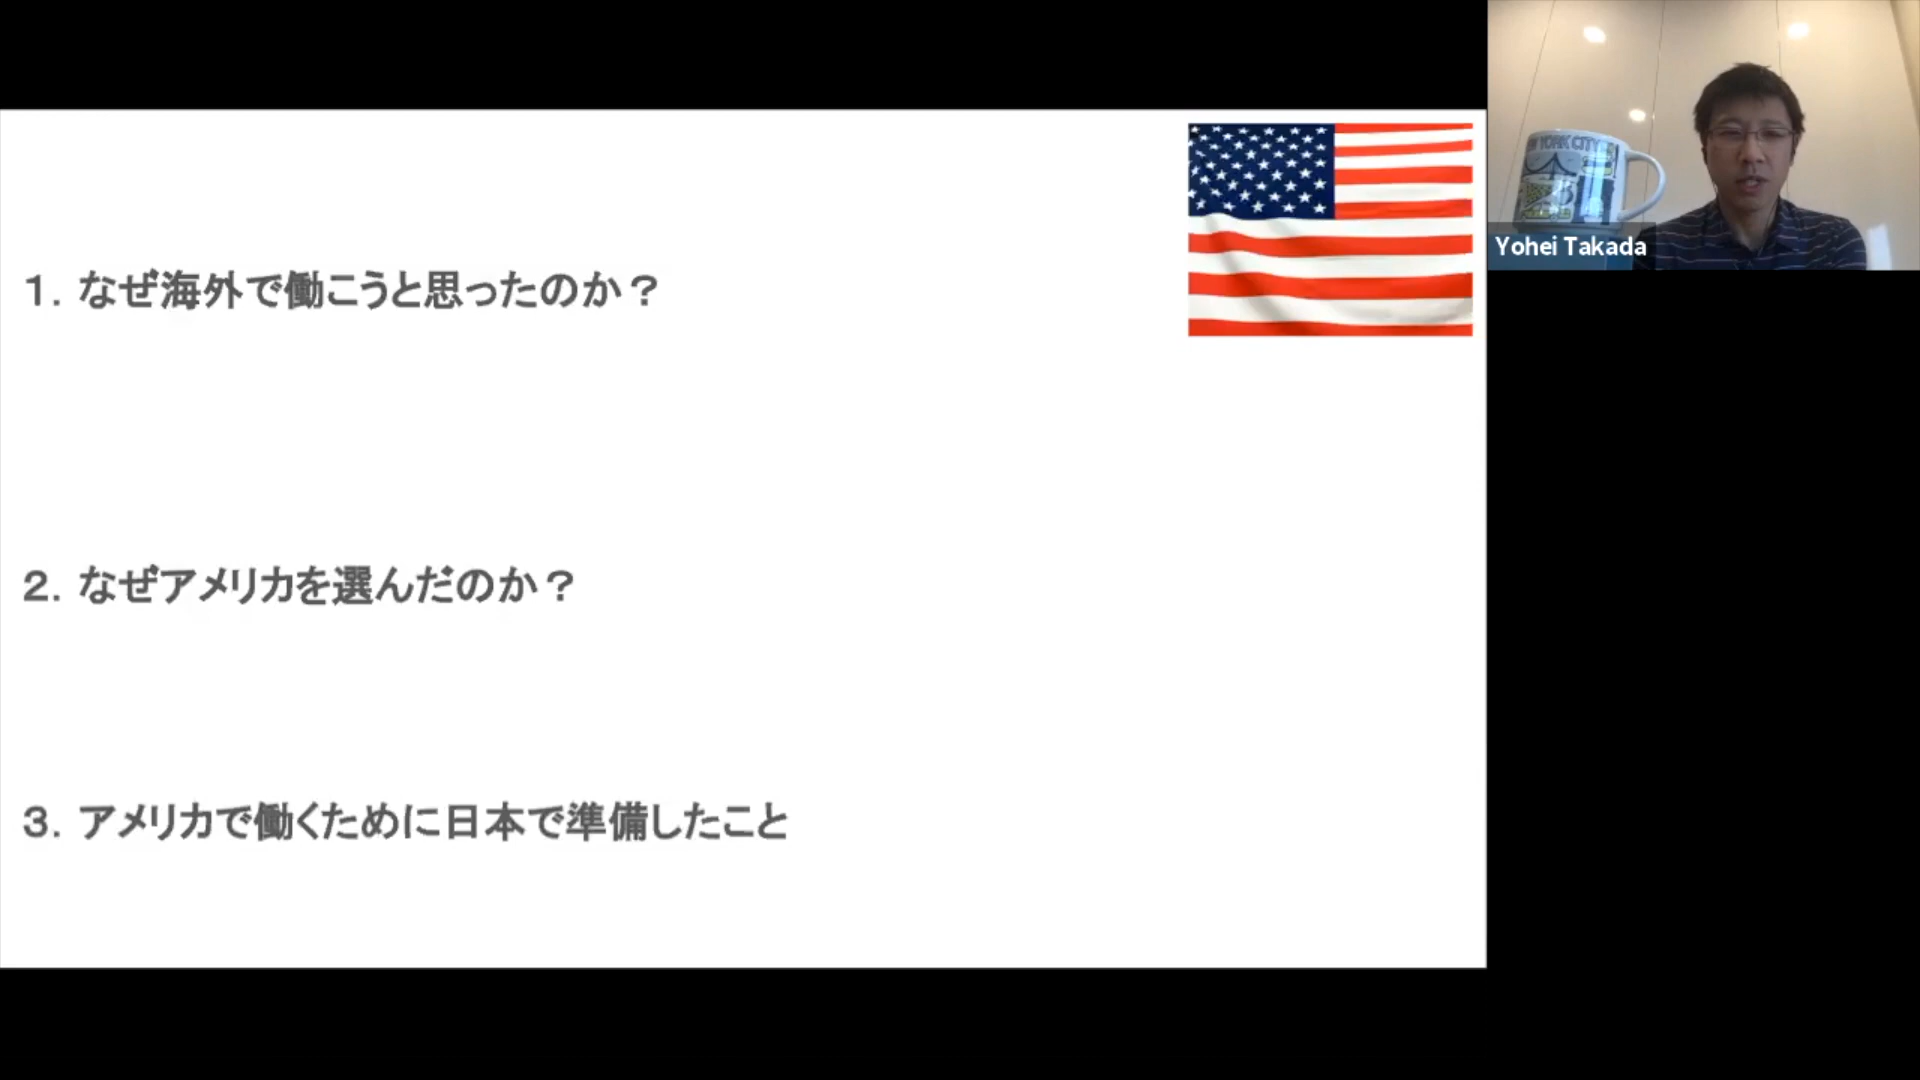 1. なぜ海外で働こうと思ったのか？
2. なぜアメリカを選んだのか？
3. アメリカで働くために日本で準備したこと
YORK CITY
Yohei Takada